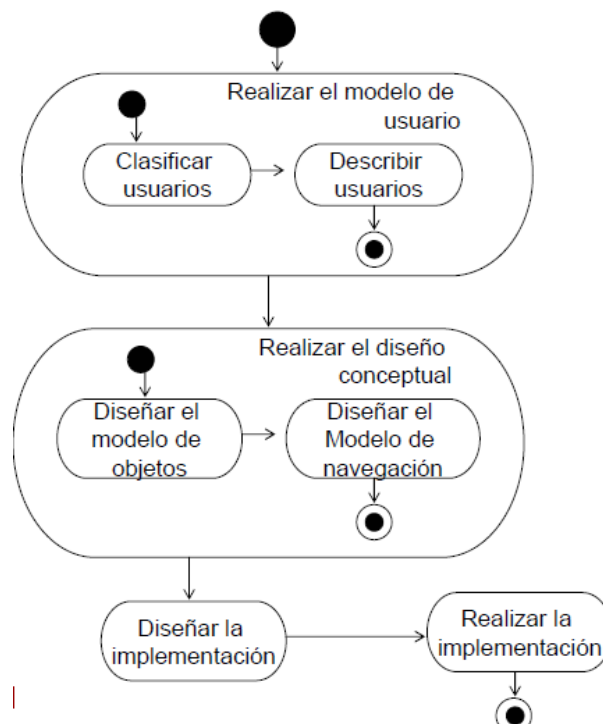 Realizar el modelo de
usuario
Clasificar
usuarios
Describir
usuarios
Realizar el diseño
conceptual
Diseñar el
modelo de
objetos
Diseñar el
Modelo de
navegación
Diseñar la
implementación
Realizar la
implementación